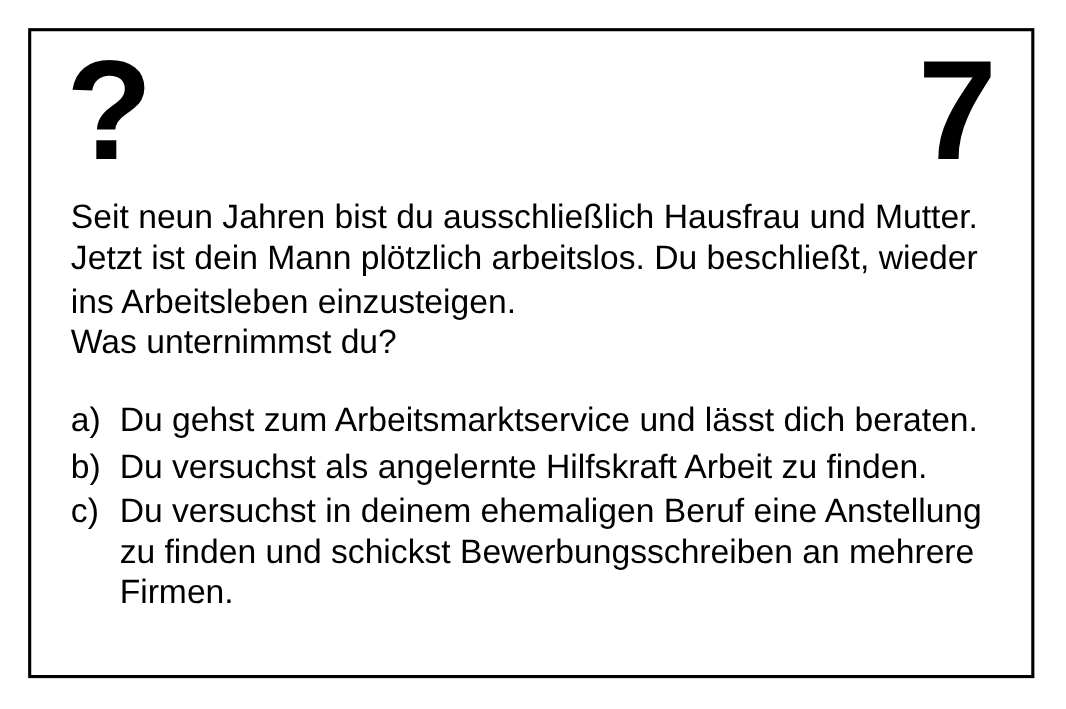 ? 7
Seit neun Jahren bist du ausschließlich Hausfrau und Mutter.
Jetzt ist dein Mann plötzlich arbeitslos. Du beschließt, wieder
ins Arbeitsleben einzusteigen.
Was unternimmst du?
a) Du gehst zum Arbeitsmarktservice und lässt dich beraten.
b) Du versuchst als angelernte Hilfskraft Arbeit zu finden.
c) Du versuchst in deinem ehemaligen Beruf eine Anstellung
zu finden und schickst Bewerbungsschreiben an mehrere
Firmen.